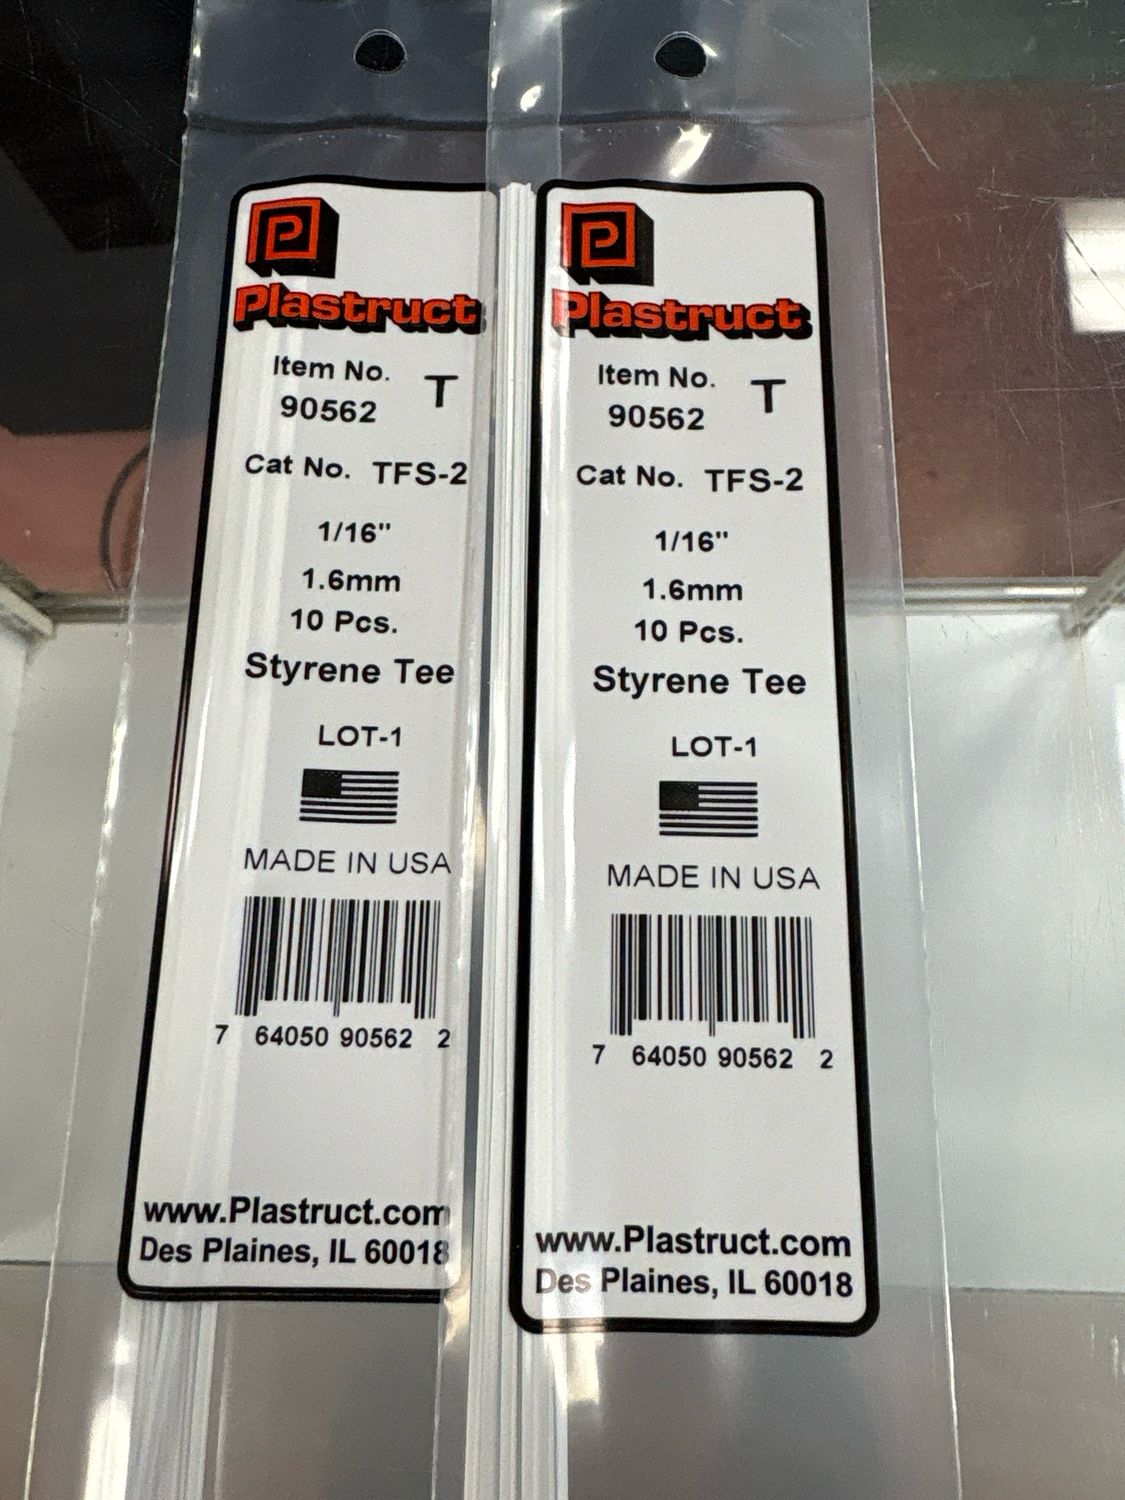 P
Plastruct
Item No. T
90562
Cat No. TFS-2
1/16"
1.6mm
10 Pcs.
Styrene Tee
LOT-1
MADE IN USA
7 64050 90562 2
www.Plastruct.com
Des Plaines, IL 60018
P
Plastruct
Item No. T
90562
Cat No. TFS-2
1/16"
1.6mm
10 Pcs.
Styrene Tee
LOT-1
MADE IN USA
7 64050 90562 2
www.Plastruct.com
Des Plaines, IL 60018